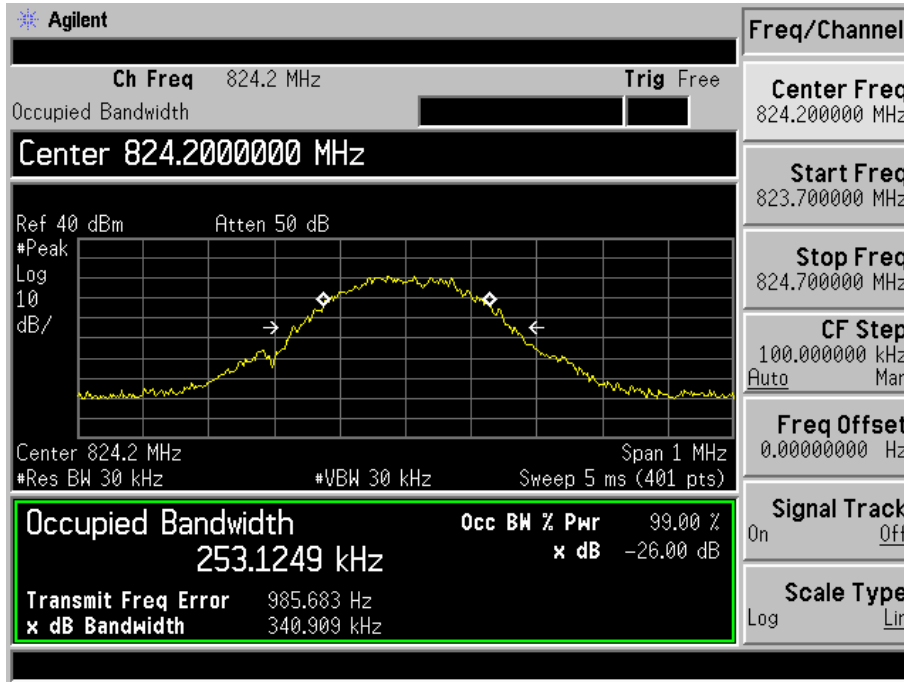 Agilent
Freq/Channel
Ch Freq 824.2 MHz Trig Free
Occupied Bandwidth
Center 824.2000000 MHz
Ref 40 dBm Atten 50 dB
#Peak
Log
10
dB/
Center 824.2 MHz Span 1 MHz
#Res BW 30 kHz #VBW 30 kHz Sweep 5 ms (401 pts)
Occupied Bandwidth
253.1249 kHz
Occ BW % Pwr 99.00 %
x dB -26.00 dB
Transmit Freq Error 985.683 Hz
x dB Bandwidth 340.909 kHz
Center Freq
824.200000 MHz
Start Freq
823.700000 MHz
Stop Freq
824.700000 MHz
CF Step
100.000000 kHz
Auto Man
Freq Offset
0.00000000 Hz
Signal Track
On Off
Scale Type
Log Lin